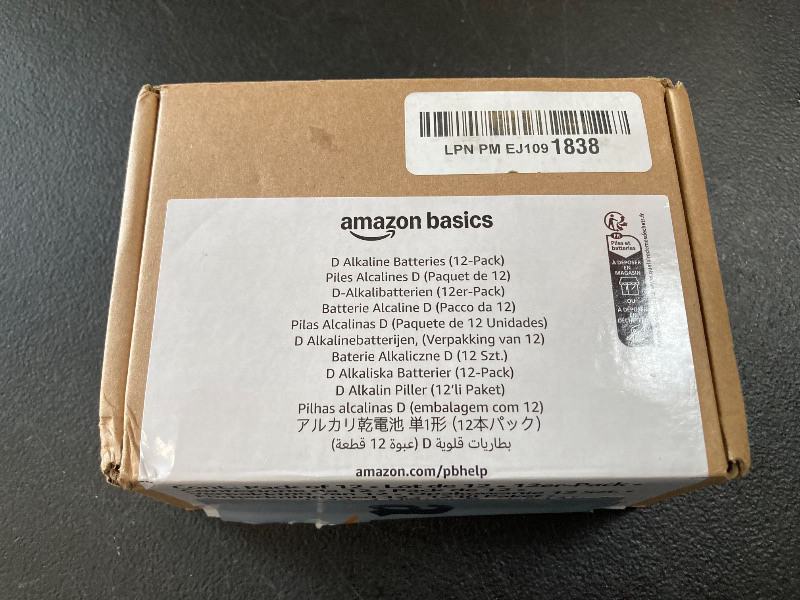 LPN PM EJ109 1838
amazon basics
D Alkaline Batteries (12-Pack)
Piles Alcalines D (Paquet de 12)
D-Alkalibatterien (12er-Pack)
Batterie Alcaline D (Pacco da 12)
Pilas Alcalinas D (Paquete de 12 Unidades)
D Alkalinebatterijen, (Verpakking van 12)
Baterie Alkaliczne D (12 Szt.)
D Alkaliska Batterier (12-Pack)
D Alkalin Piller (12'li Paket)
Pilhas alcalinas D (embalagem com 12)
アルカリ乾電池 単1形 (12本パック)
بطاريات قلوية D (عبوة 12 قطعة)
amazon.com/pbhelp
FR
Piles et
batteries
À DÉPOSER
EN
MAGASIN
OU
À DÉPOSER
EN